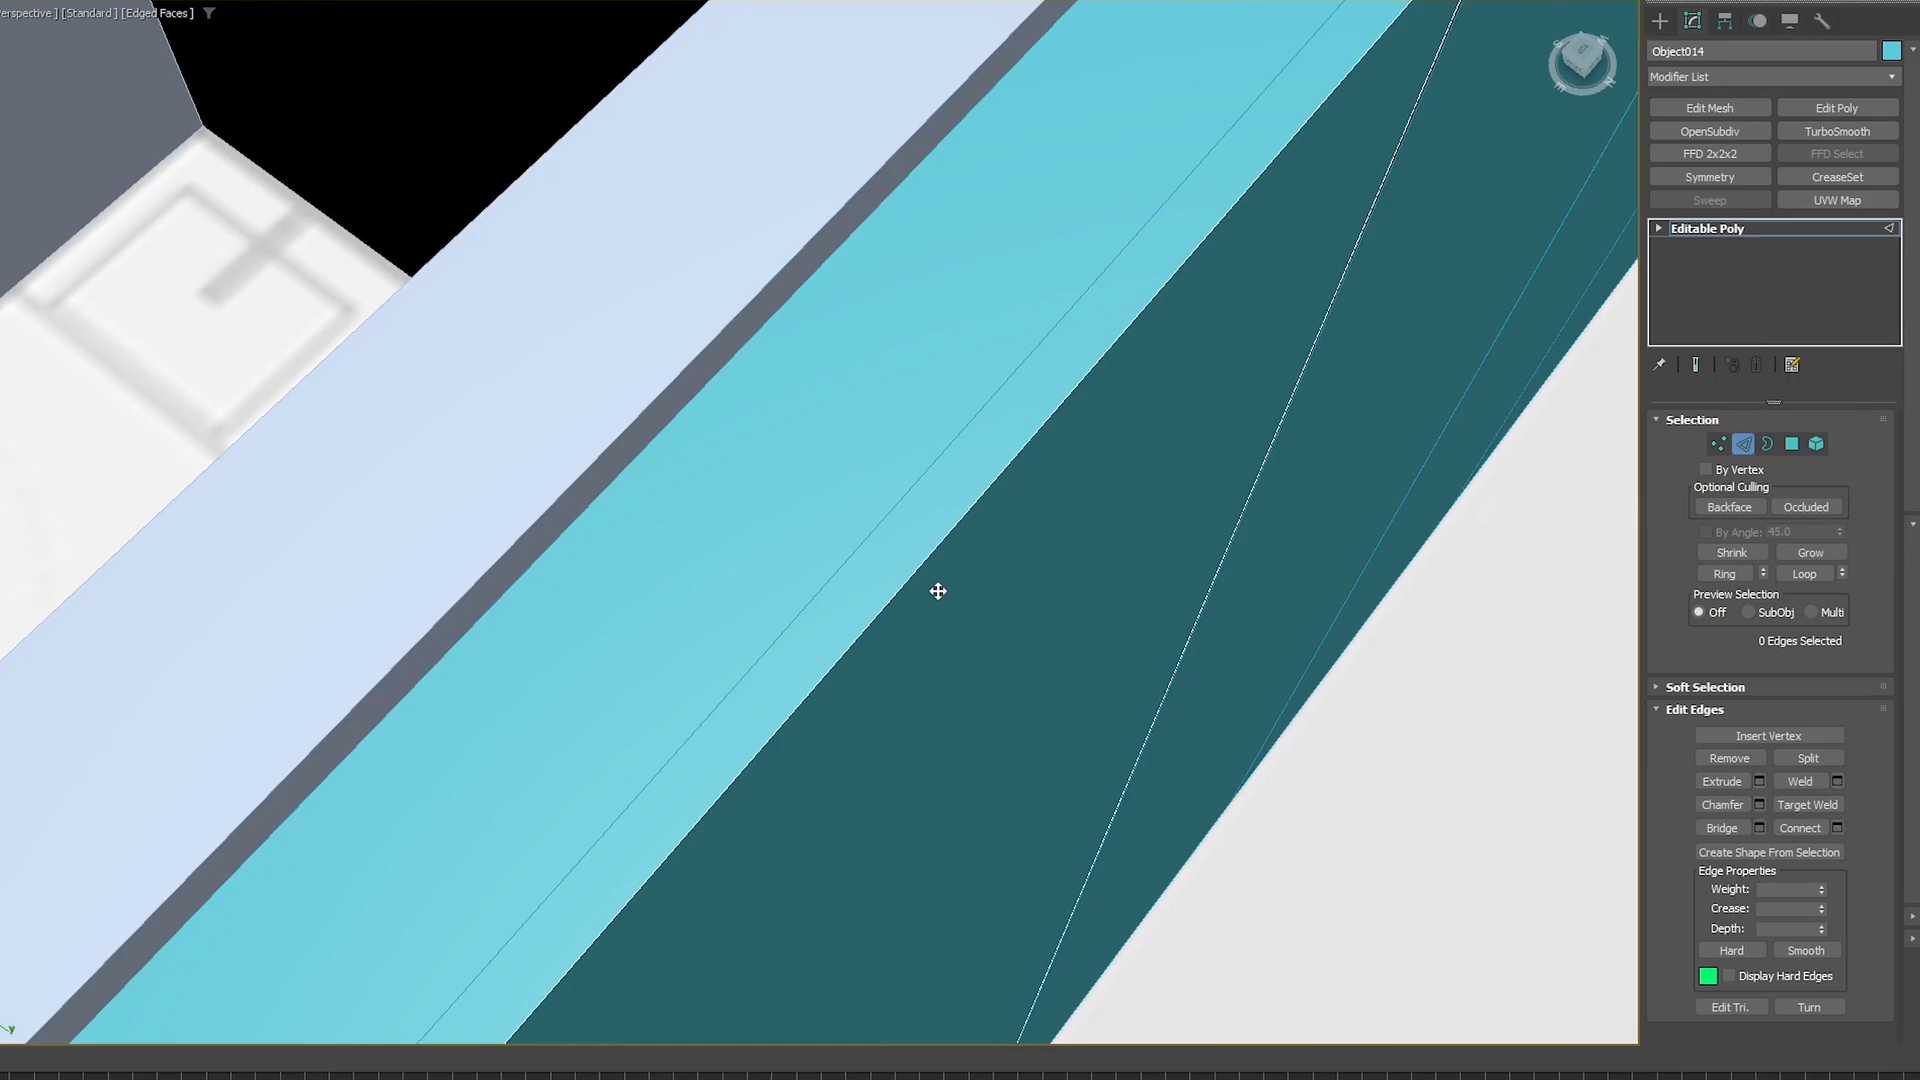 erspective ] [Standard ] [Edged Faces ]
Object014
Modifier List
Edit Mesh
Edit Poly
OpenSubdiv
TurboSmooth
FFD 2x2x2
FFD Select
Symmetry
CreaseSet
Sweep
UVW Map
Editable Poly
Selection
By Vertex
Optional Culling
Backface
Occluded
By Angle: 45.0
Shrink
Grow
Ring
Loop
Preview Selection
Off
SubObj
Multi
0 Edges Selected
Soft Selection
Edit Edges
Insert Vertex
Remove
Split
Extrude
Weld
Chamfer
Target Weld
Bridge
Connect
Create Shape From Selection
Edge Properties
Weight:
Crease:
Depth:
Hard
Smooth
Display Hard Edges
Edit Tri.
Turn
y